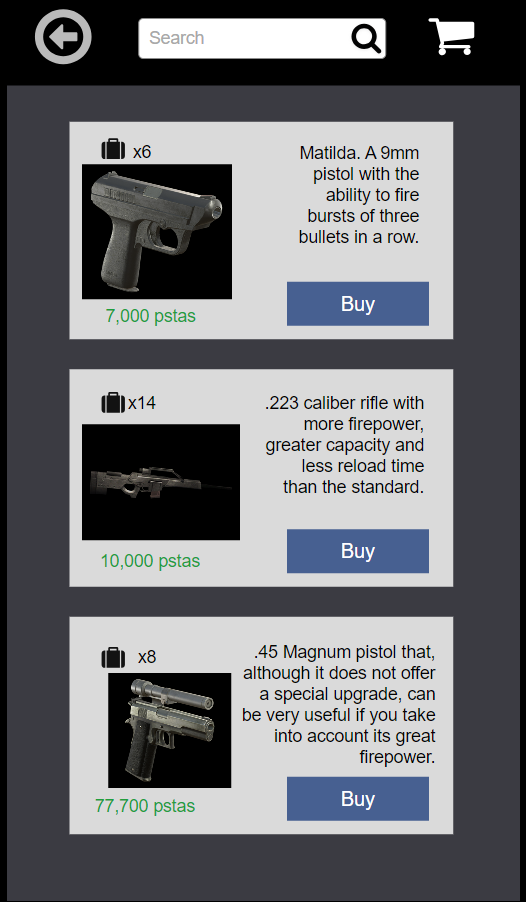 Search
x6
Matilda. A 9mm
pistol with the
ability to fire
bursts of three
bullets in a row.
7,000 pstas
Buy
x14
.223 caliber rifle with
more firepower,
greater capacity and
less reload time
than the standard.
10,000 pstas
Buy
x8
.45 Magnum pistol that,
although it does not offer
a special upgrade, can
be very useful if you take
into account its great
firepower.
77,700 pstas
Buy